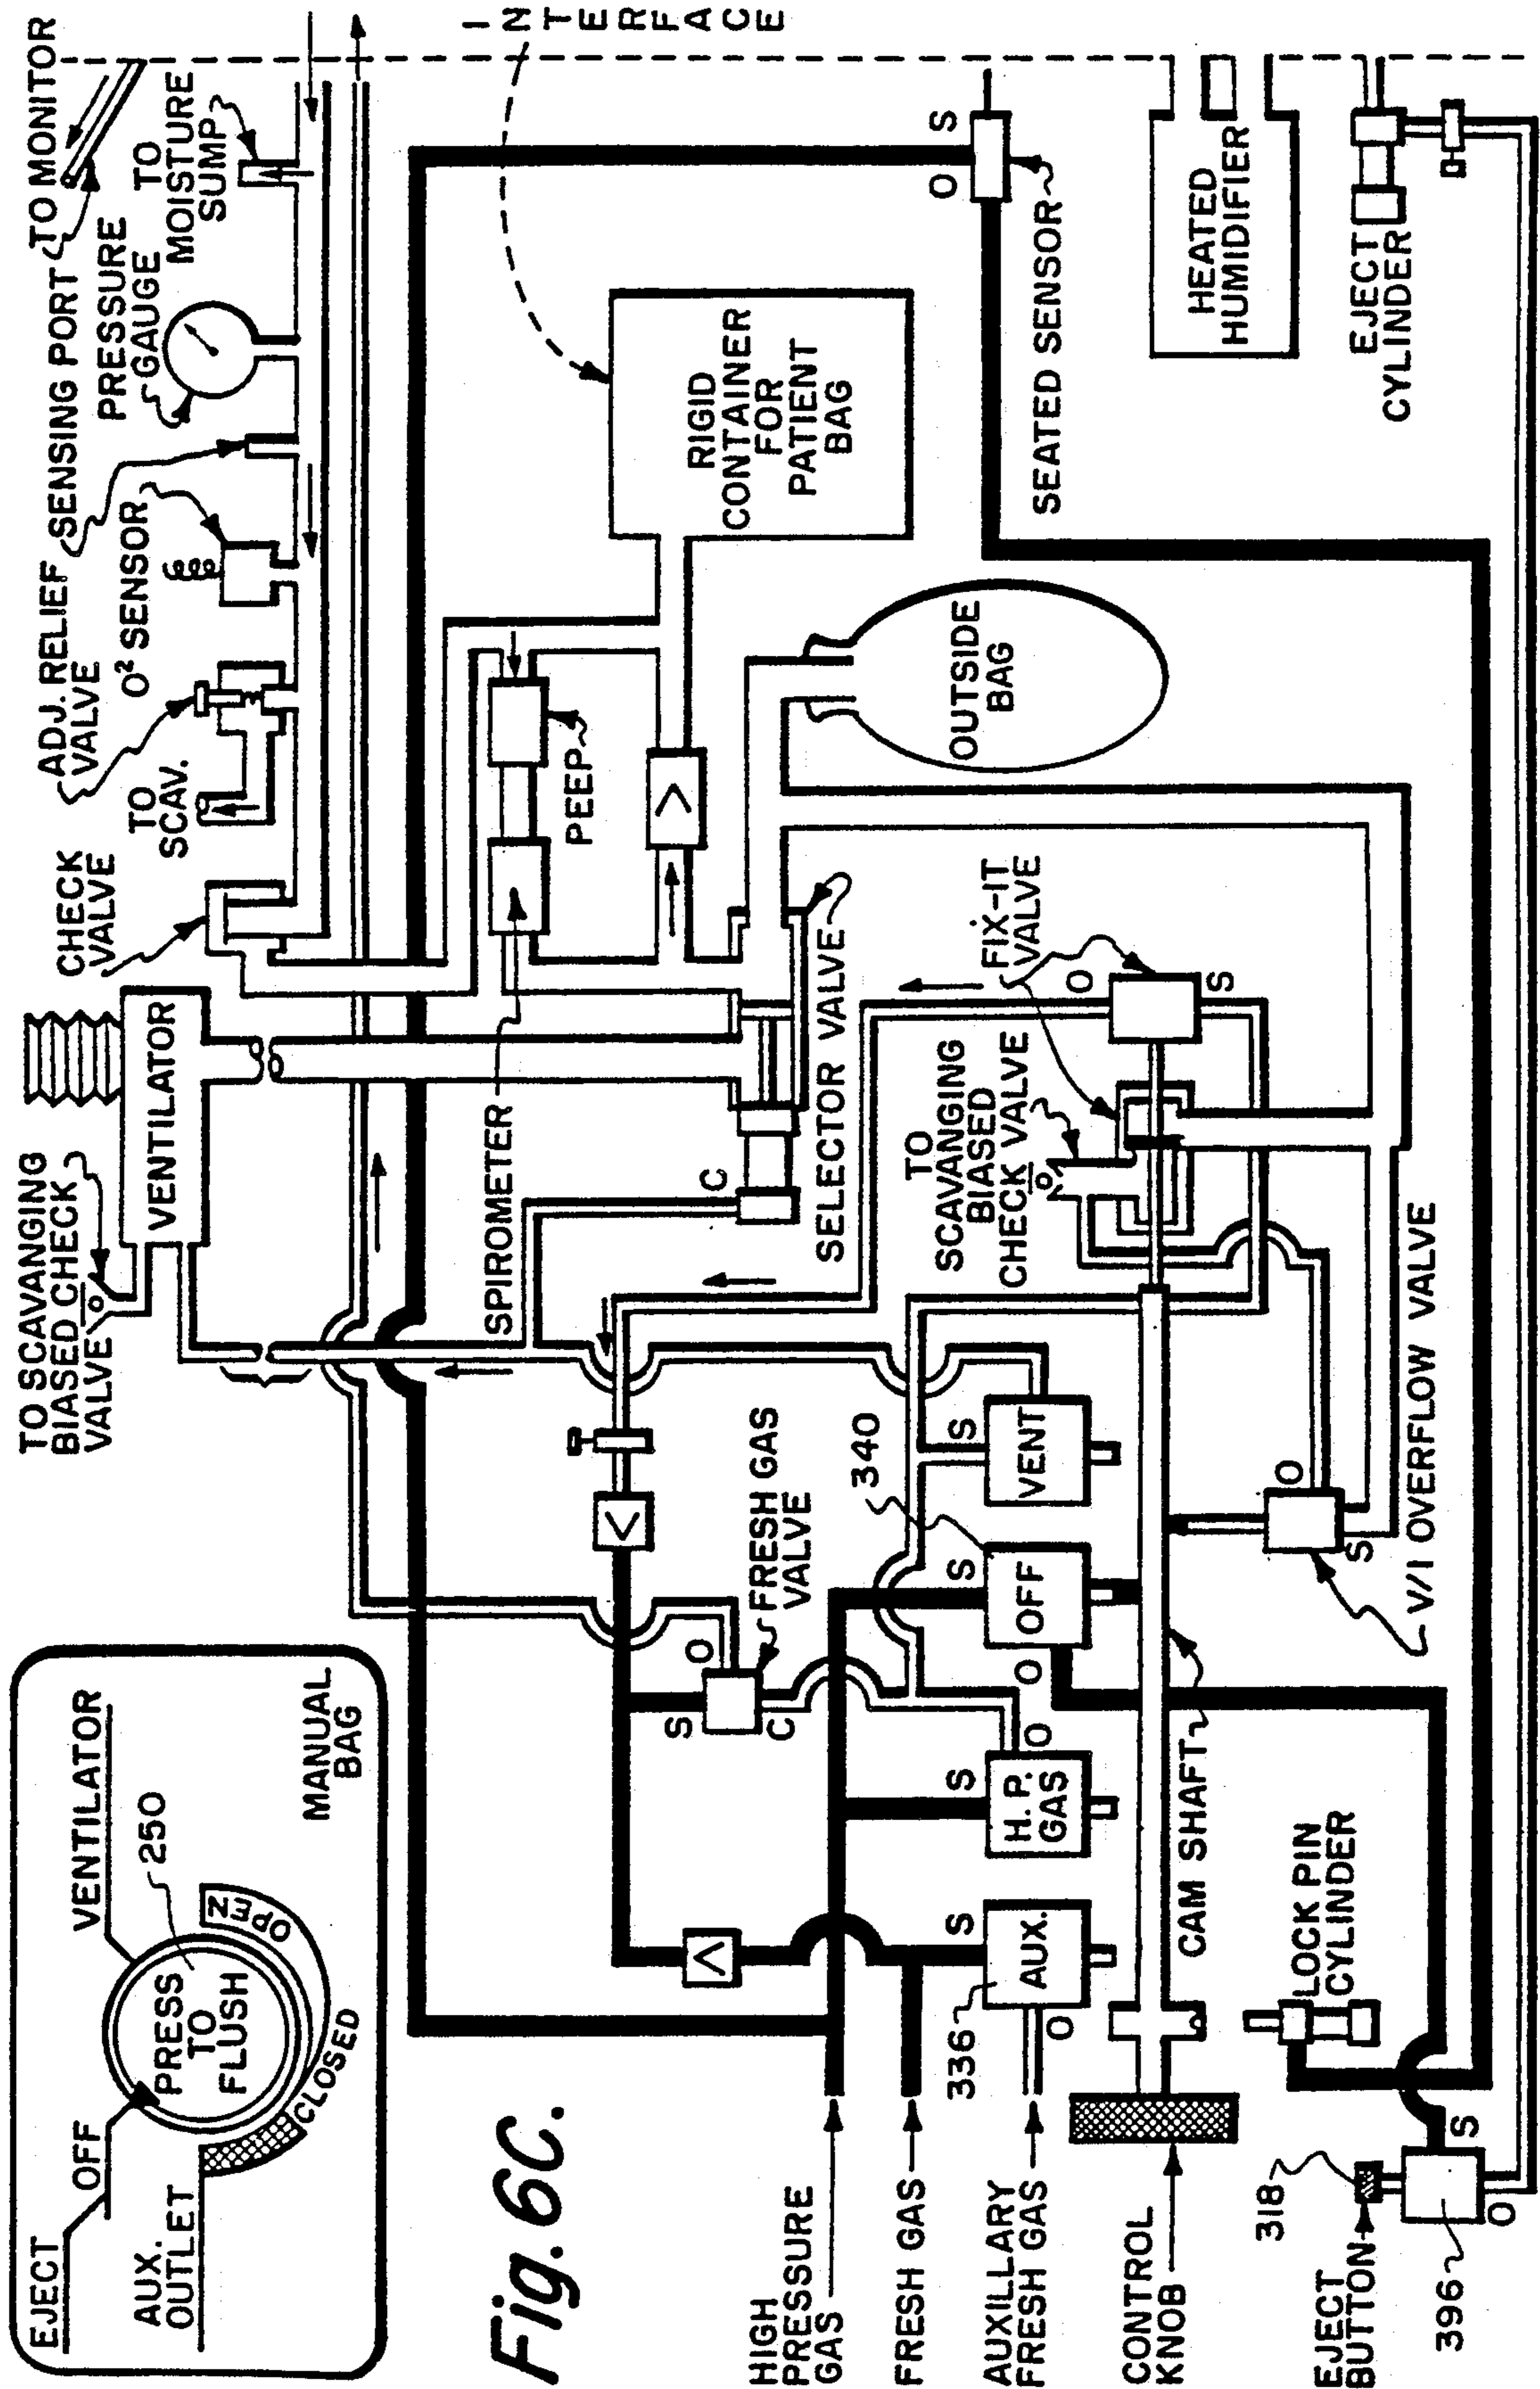 EJECT
OFF
AUX.
OUTLET
VENTILATOR
250
PRESS
TO
FLUSH
OPEN
CLOSED
MANUAL
BAG
Fig. 6C.
TO SCAVANGING
BIASED CHECK
VALVE
VENTILATOR
CHECK
VALVE
TO
SCAV.
ADJ. RELIEF
VALVE
O² SENSOR
SENSING PORT
PRESSURE
GAUGE
TO MONITOR
TO
MOISTURE
SUMP
INTERFACE
SPIROMETER
PEEP
RIGID
CONTAINER
FOR
PATIENT
BAG
C
SELECTOR VALVE
OUTSIDE
BAG
O
S
SEATED SENSOR
HEATED
HUMIDIFIER
EJECT
CYLINDER
FRESH GAS
VALVE
S
O
C
TO
SCAVANGING
BIASED
CHECK VALVE
FIX-IT
VALVE
O
S
HIGH
PRESSURE
GAS
FRESH GAS
AUXILLARY
FRESH GAS
336
S
AUX.
O
S
H. P.
GAS
O
340
S
OFF
O
S
VENT
CONTROL
KNOB
CAM SHAFT
O
S
V/I OVERFLOW VALVE
LOCK PIN
CYLINDER
318
EJECT
BUTTON
396
S
O